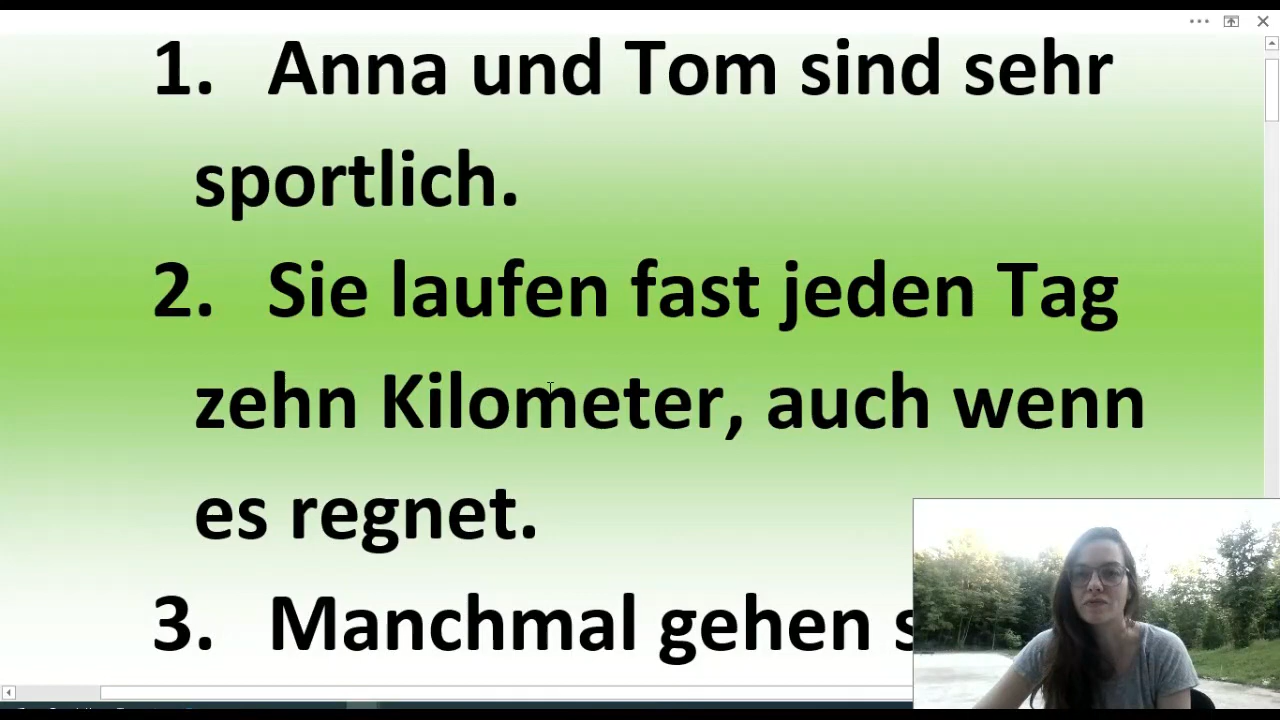 1. Anna und Tom sind sehr
sportlich.
2. Sie laufen fast jeden Tag
zehn Kilometer, auch wenn
es regnet.
3. Manchmal gehen